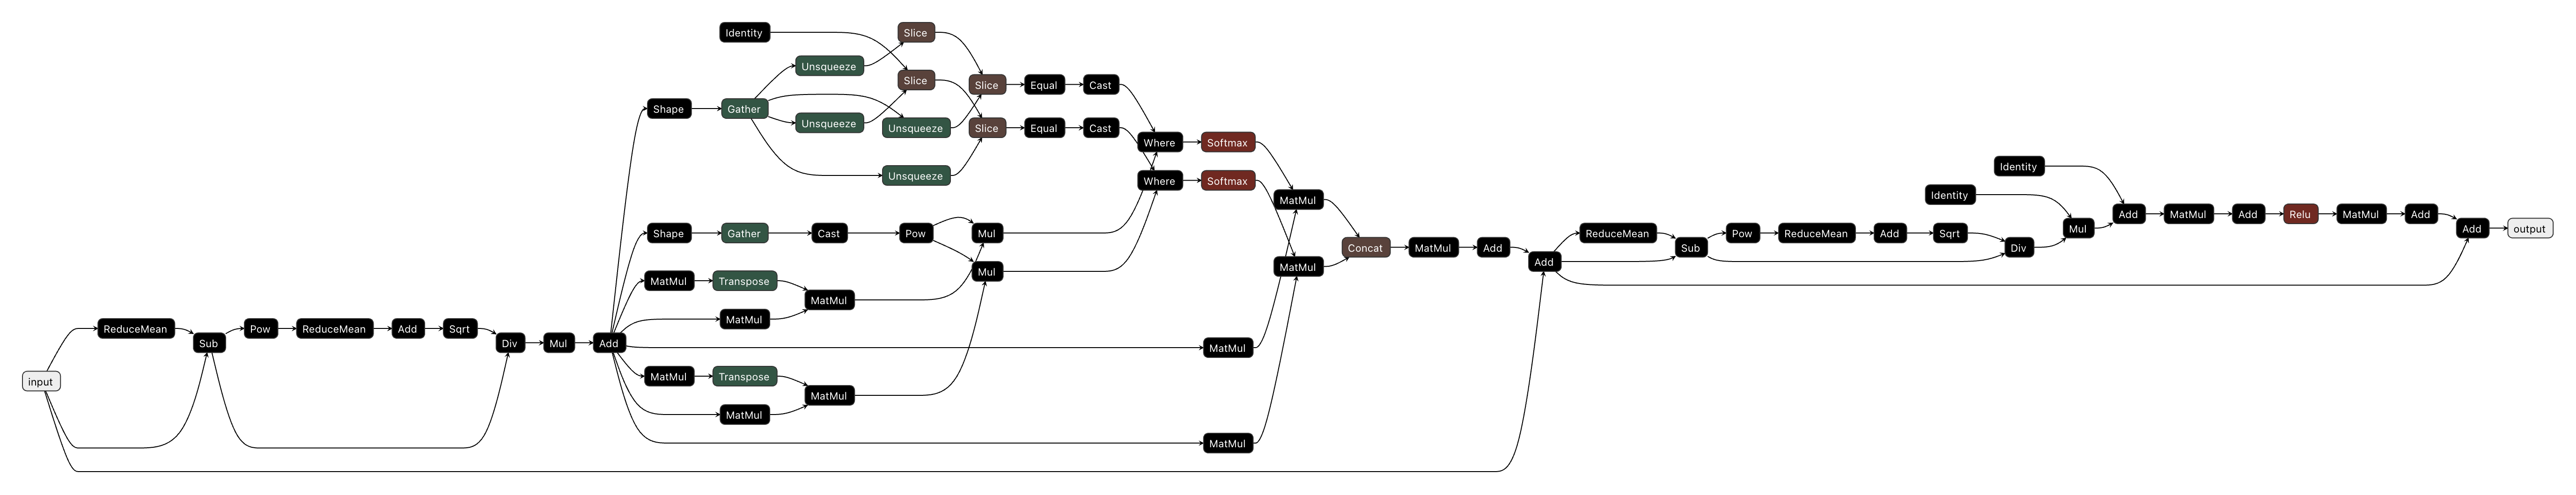 Identity
Slice
Unsqueeze
Slice
Slice
Equal
Cast
Shape
Gather
Unsqueeze
Unsqueeze
Slice
Equal
Cast
Where
Softmax
Unsqueeze
Where
Softmax
MatMul
Shape
Gather
Cast
Pow
Mul
Concat
MatMul
Add
MatMul
Mul
MatMul
Transpose
MatMul
MatMul
input
ReduceMean
Sub
Pow
ReduceMean
Add
Sqrt
Div
Mul
Add
MatMul
MatMul
Transpose
MatMul
MatMul
MatMul
Add
ReduceMean
Sub
Pow
ReduceMean
Add
Sqrt
Div
Identity
Identity
Mul
Add
MatMul
Add
Relu
MatMul
Add
Add
output